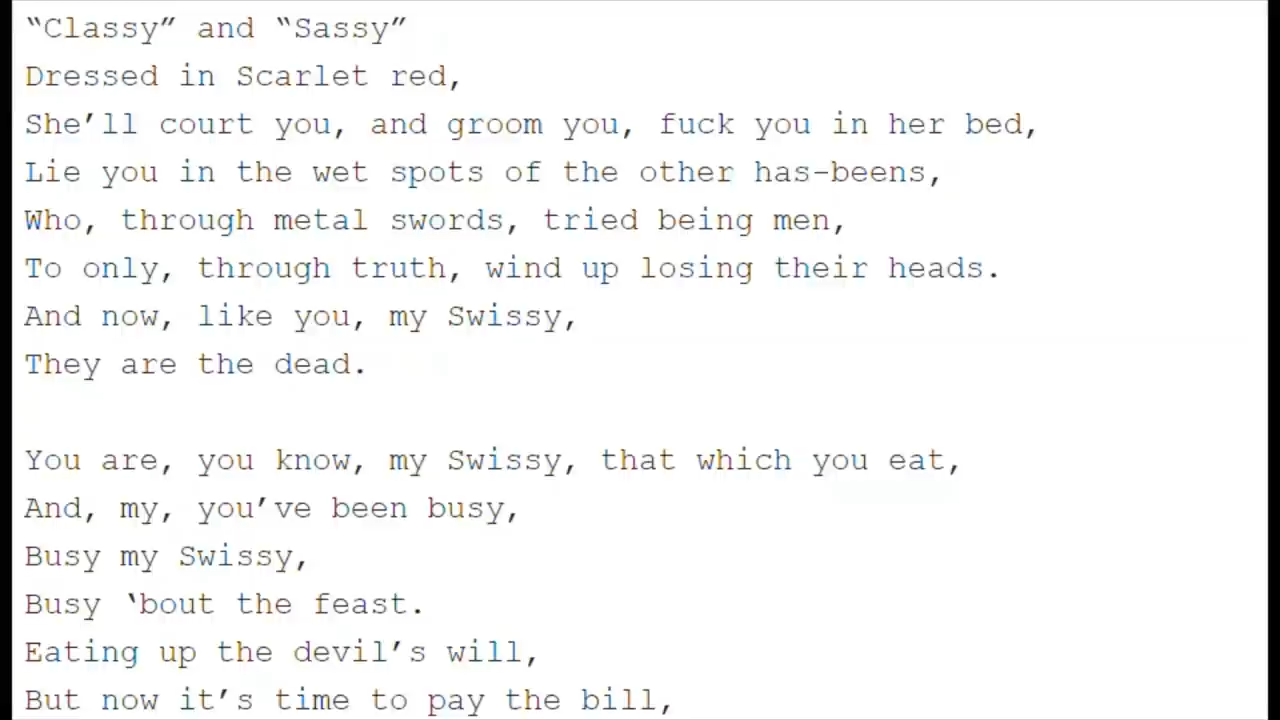 “Classy” and “Sassy”
Dressed in Scarlet red,
She’ll court you, and groom you, fuck you in her bed,
Lie you in the wet spots of the other has-beens,
Who, through metal swords, tried being men,
To only, through truth, wind up losing their heads.
And now, like you, my Swissy,
They are the dead.
You are, you know, my Swissy, that which you eat,
And, my, you’ve been busy,
Busy my Swissy,
Busy ‘bout the feast.
Eating up the devil’s will,
But now it’s time to pay the bill,